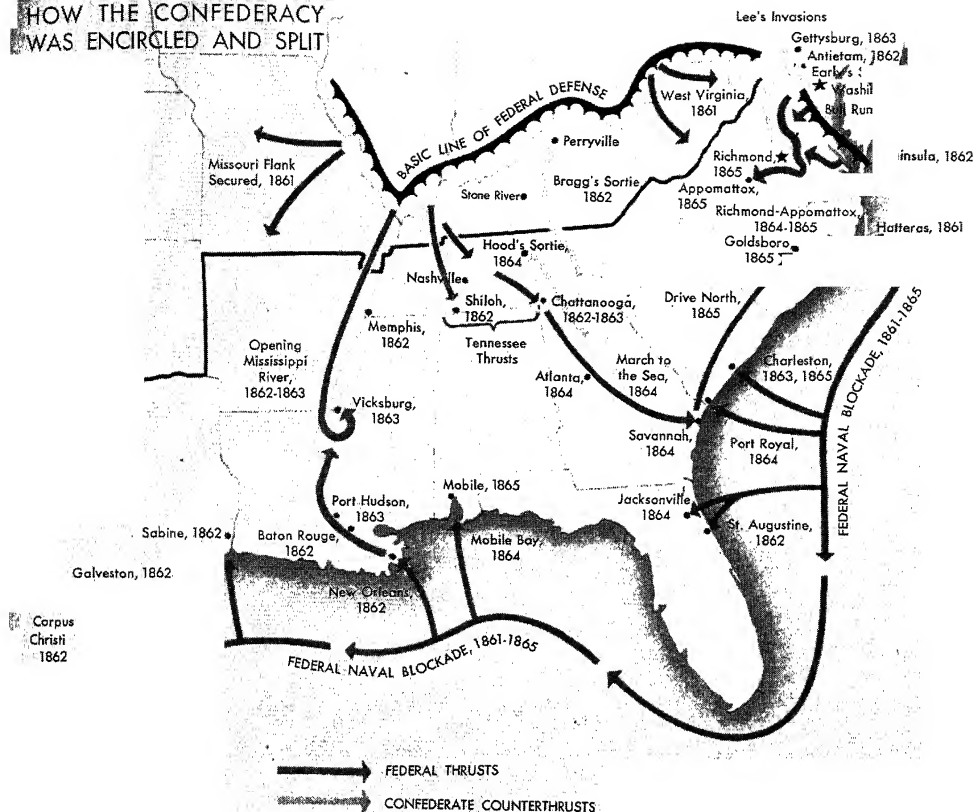 HOW THE CONFEDERACY
WAS ENCIRCLED AND SPLIT
Lee's Invasions
Gettysburg, 1863
Antietam, 1862
Early's
Bull Run
BASIC LINE OF FEDERAL DEFENSE
West Virginia,
1861
Perryville
Missouri Flank
Secured, 1861
Stone River
Bragg's Sortie
1862
Richmond,
1865
Appomattox,
1865
insula, 1862
Richmond-Appomattox,
1864-1865
Hatteras, 1861
Goldsboro
1865
Hood's Sortie,
1864
Nashville
Shiloh,
1862
Chattanooga,
1862-1863
Tennessee
Thrusts
Drive North,
1865
Memphis,
1862
Opening
Mississippi
River,
1862-1863
Atlanta,
1864
March to
the Sea,
1864
Charleston,
1863, 1865
FEDERAL NAVAL BLOCKADE, 1861-1865
Vicksburg,
1863
Savannah,
1864
Port Royal,
1864
Mobile, 1865
Port Hudson,
1863
Jacksonville
1864
St. Augustine,
1862
Sabine, 1862
Baton Rouge,
1862
Mobile Bay,
1864
Galveston, 1862
New Orleans,
1862
Corpus
Christi
1862
FEDERAL NAVAL BLOCKADE, 1861-1865
FEDERAL THRUSTS
CONFEDERATE COUNTERTHRUSTS